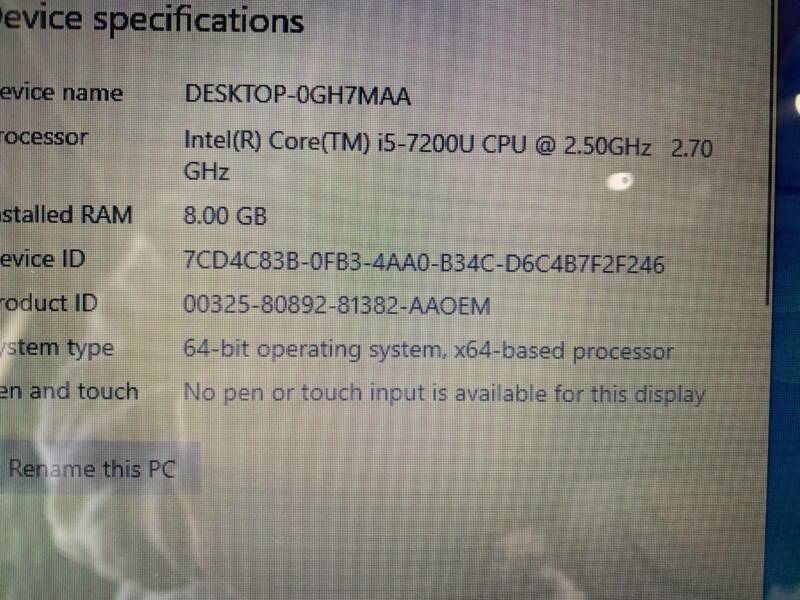 evice specifications
evice name DESKTOP-0GH7MAA
rocessor Intel(R) Core(TM) i5-7200U CPU @ 2.50GHz 2.70
GHz
stalled RAM 8.00 GB
evice ID 7CD4C83B-0FB3-4AA0-B34C-D6C4B7F2F246
roduct ID 00325-80892-81382-AAOEM
ystem type 64-bit operating system, x64-based processor
en and touch No pen or touch input is available for this display
Rename this PC